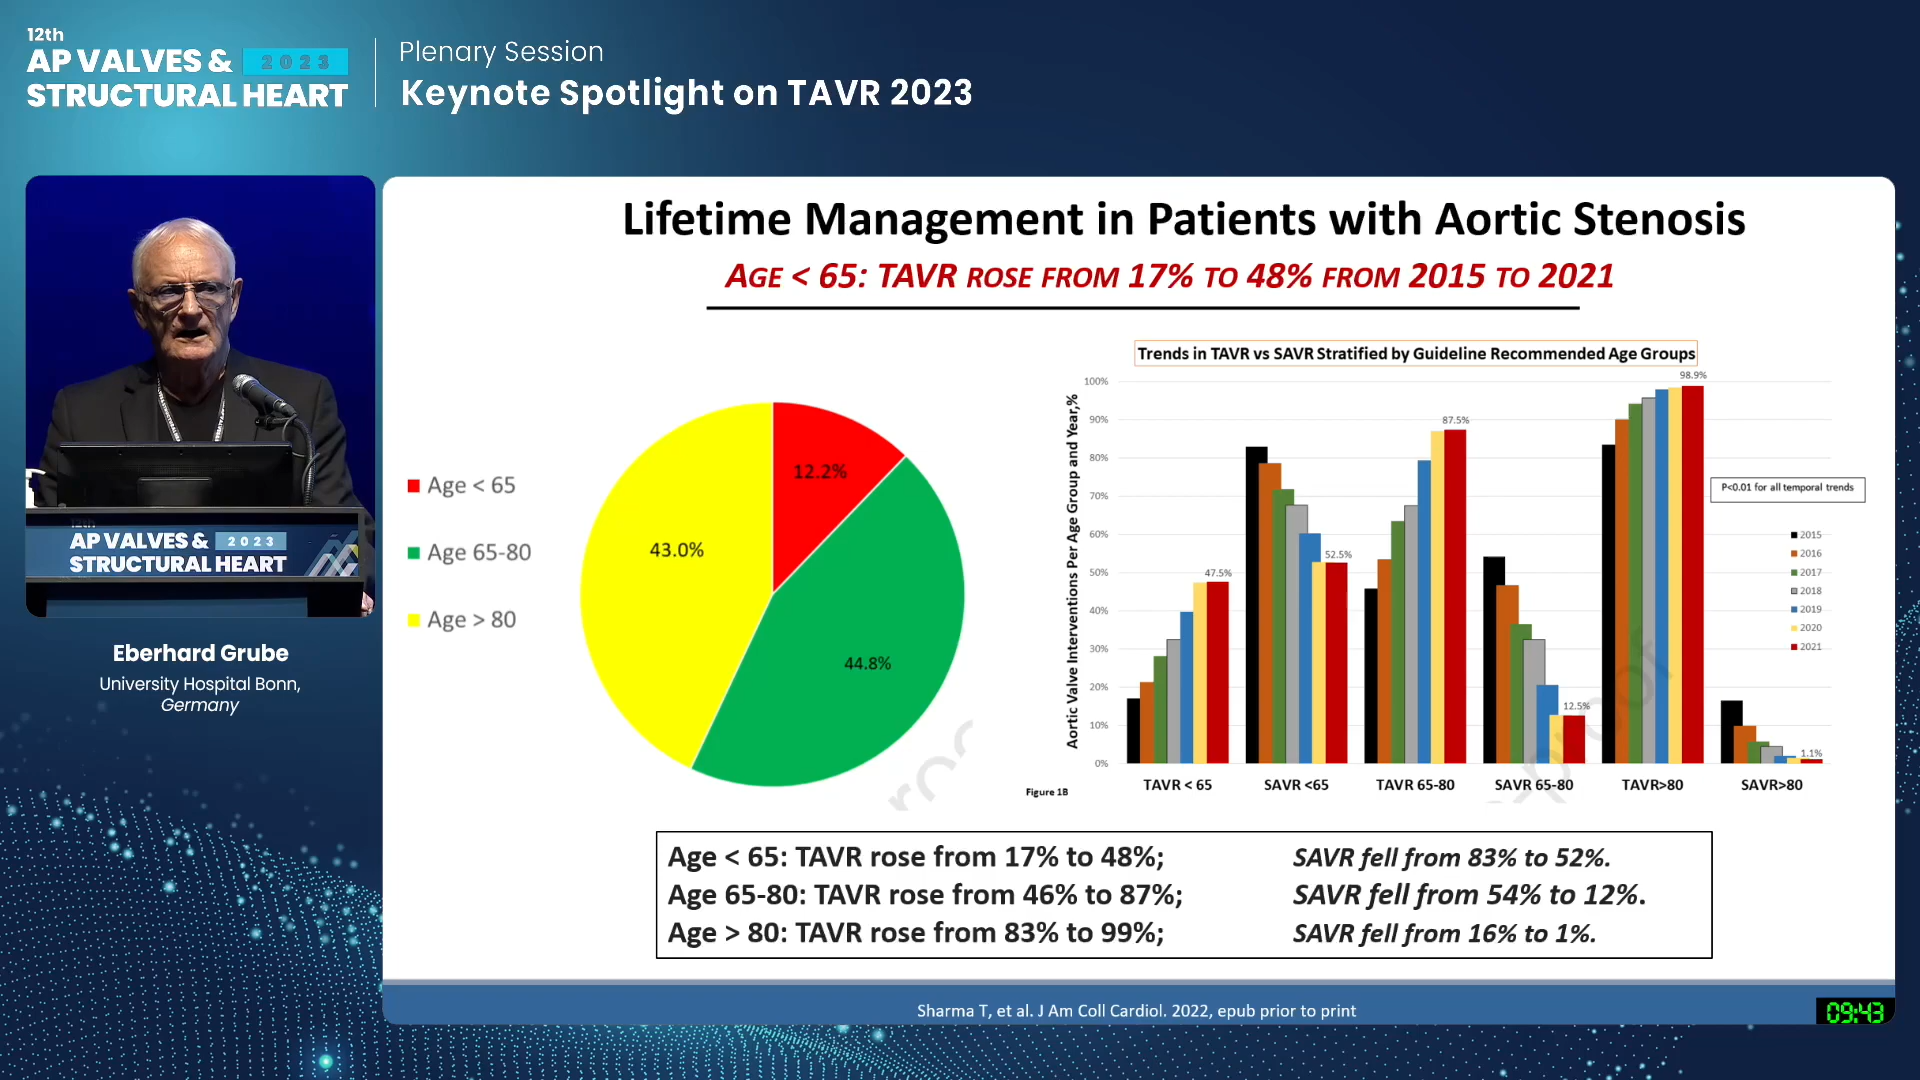 12th
AP VALVES & 2023
STRUCTURAL HEART
Plenary Session
Keynote Spotlight on TAVR 2023
12th
AP VALVES & 2023
STRUCTURAL HEART
Eberhard Grube
University Hospital Bonn,
Germany
Lifetime Management in Patients with Aortic Stenosis
AGE < 65: TAVR ROSE FROM 17% TO 48% FROM 2015 TO 2021
Age < 65
Age 65-80
Age > 80
12.2%
43.0%
44.8%
Trends in TAVR vs SAVR Stratified by Guideline Recommended Age Groups
Aortic Valve Interventions Per Age Group and Year,%
100%
90%
80%
70%
60%
50%
40%
30%
20%
10%
0%
47.5%
52.5%
87.5%
12.5%
98.9%
1.1%
TAVR < 65
SAVR <65
TAVR 65-80
SAVR 65-80
TAVR>80
SAVR>80
P<0.01 for all temporal trends
2015
2016
2017
2018
2019
2020
2021
Figure 1B
Age < 65: TAVR rose from 17% to 48%; SAVR fell from 83% to 52%.
Age 65-80: TAVR rose from 46% to 87%; SAVR fell from 54% to 12%.
Age > 80: TAVR rose from 83% to 99%; SAVR fell from 16% to 1%.
Sharma T, et al. J Am Coll Cardiol. 2022, epub prior to print
09:43